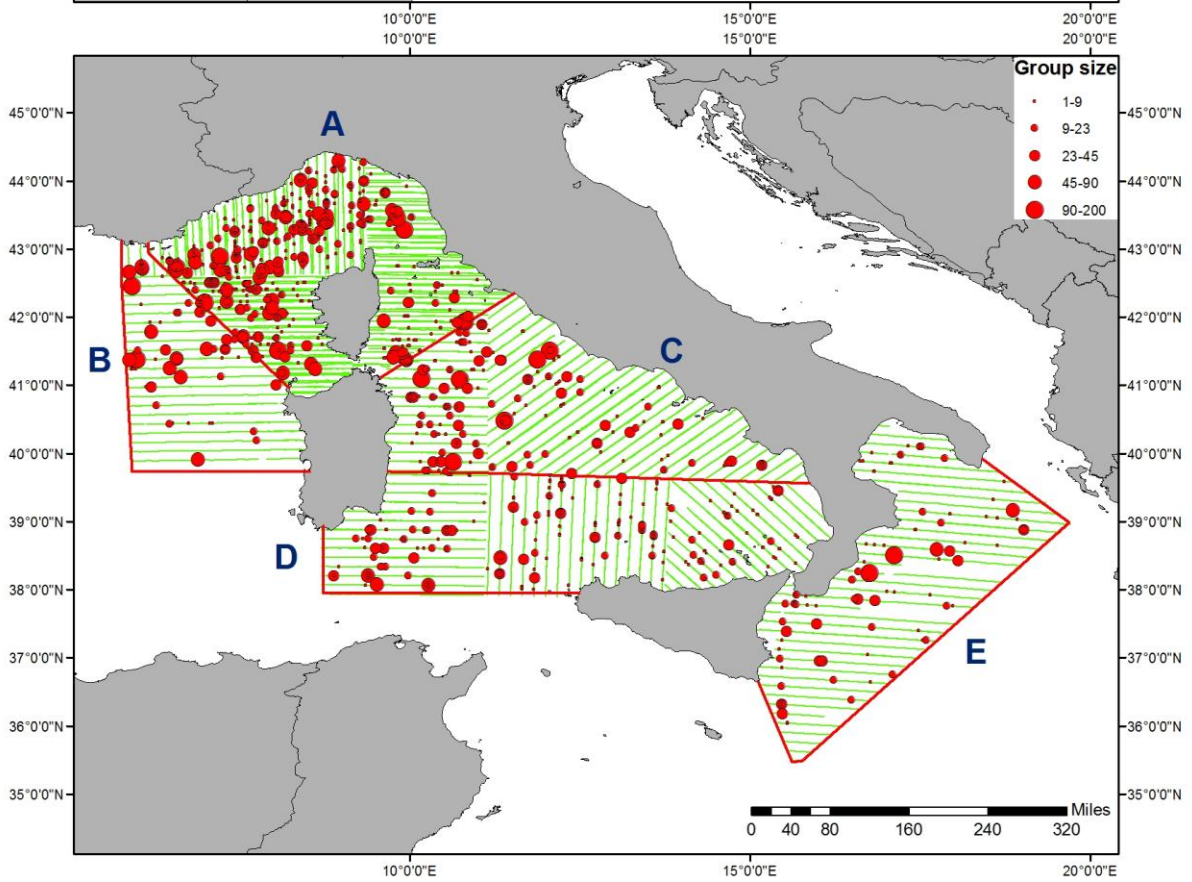 10°0'0"E 15°0'0"E 20°0'0"E
10°0'0"E 15°0'0"E 20°0'0"E
Group size
1-9
9-23
23-45
45-90
90-200
45°0'0"N 45°0'0"N
44°0'0"N 44°0'0"N
43°0'0"N 43°0'0"N
42°0'0"N 42°0'0"N
41°0'0"N 41°0'0"N
40°0'0"N 40°0'0"N
39°0'0"N 39°0'0"N
38°0'0"N 38°0'0"N
37°0'0"N 37°0'0"N
36°0'0"N 36°0'0"N
35°0'0"N 35°0'0"N
A
B
C
D
E
Miles
0 40 80 160 240 320
10°0'0"E 15°0'0"E 20°0'0"E